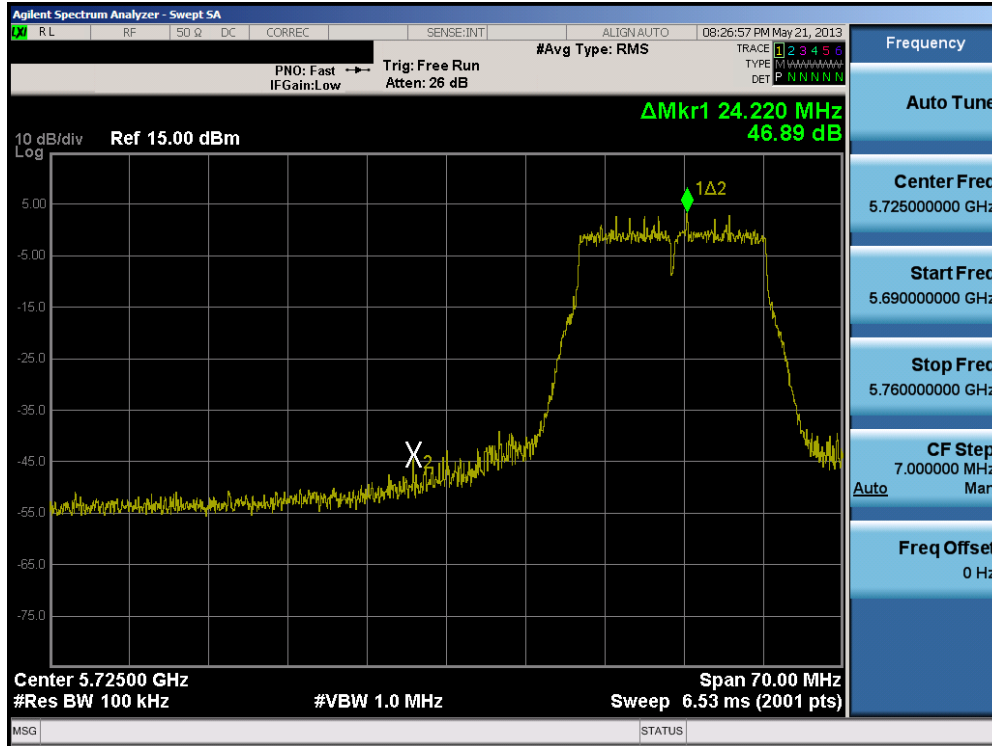 Agilent Spectrum Analyzer - Swept SA
LXI RL RF 50 Ω DC CORREC SENSE:INT ALIGN AUTO 08:26:57 PM May 21, 2013
#Avg Type: RMS TRACE 1 2 3 4 5 6
PNO: Fast Trig: Free Run TYPE M
IFGain:Low Atten: 26 dB DET P N N N N N
ΔMkr1 24.220 MHz
46.89 dB
10 dB/div Ref 15.00 dBm
Log
1Δ2
5.00
-5.00
-15.0
-25.0
-35.0
-45.0
X2
-55.0
-65.0
-75.0
Center 5.72500 GHz Span 70.00 MHz
#Res BW 100 kHz #VBW 1.0 MHz Sweep 6.53 ms (2001 pts)
MSG STATUS
Frequency
Auto Tune
Center Freq
5.725000000 GHz
Start Freq
5.690000000 GHz
Stop Freq
5.760000000 GHz
CF Step
7.000000 MHz
Auto Man
Freq Offset
0 Hz